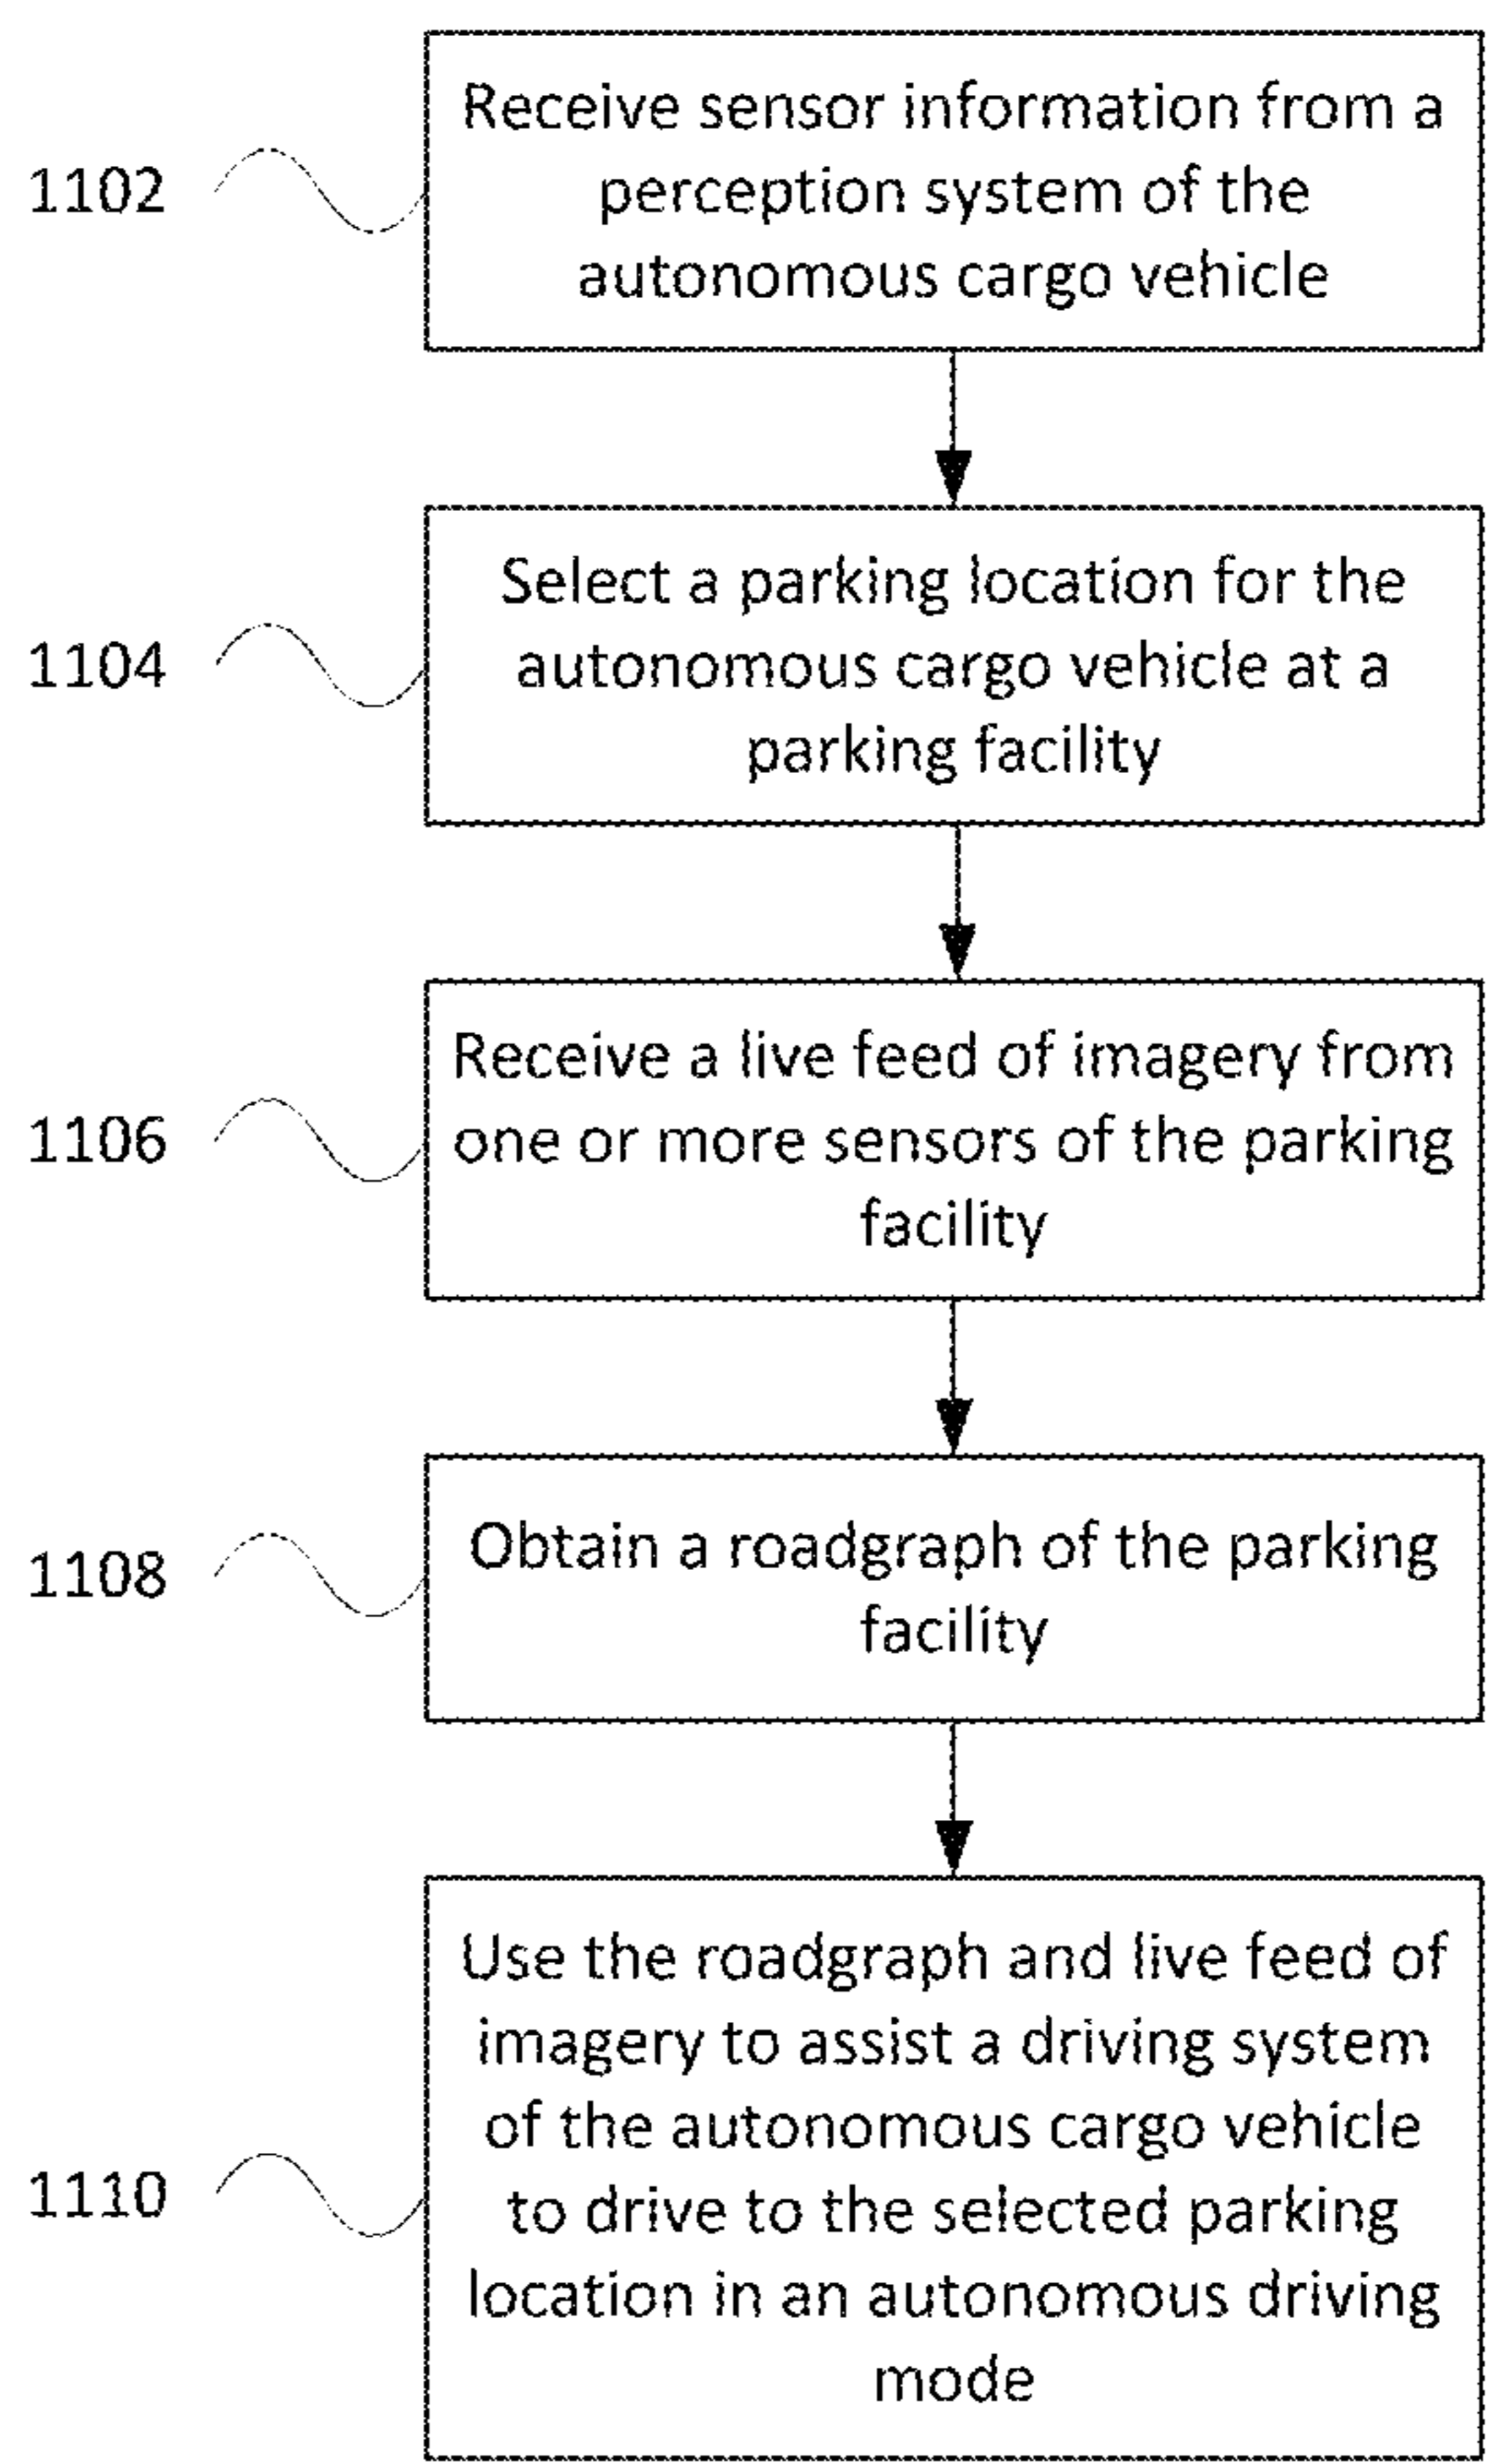 1102
Receive sensor information from a
perception system of the
autonomous cargo vehicle
1104
Select a parking location for the
autonomous cargo vehicle at a
parking facility
1106
Receive a live feed of imagery from
one or more sensors of the parking
facility
1108
Obtain a roadgraph of the parking
facility
1110
Use the roadgraph and live feed of
imagery to assist a driving system
of the autonomous cargo vehicle
to drive to the selected parking
location in an autonomous driving
mode